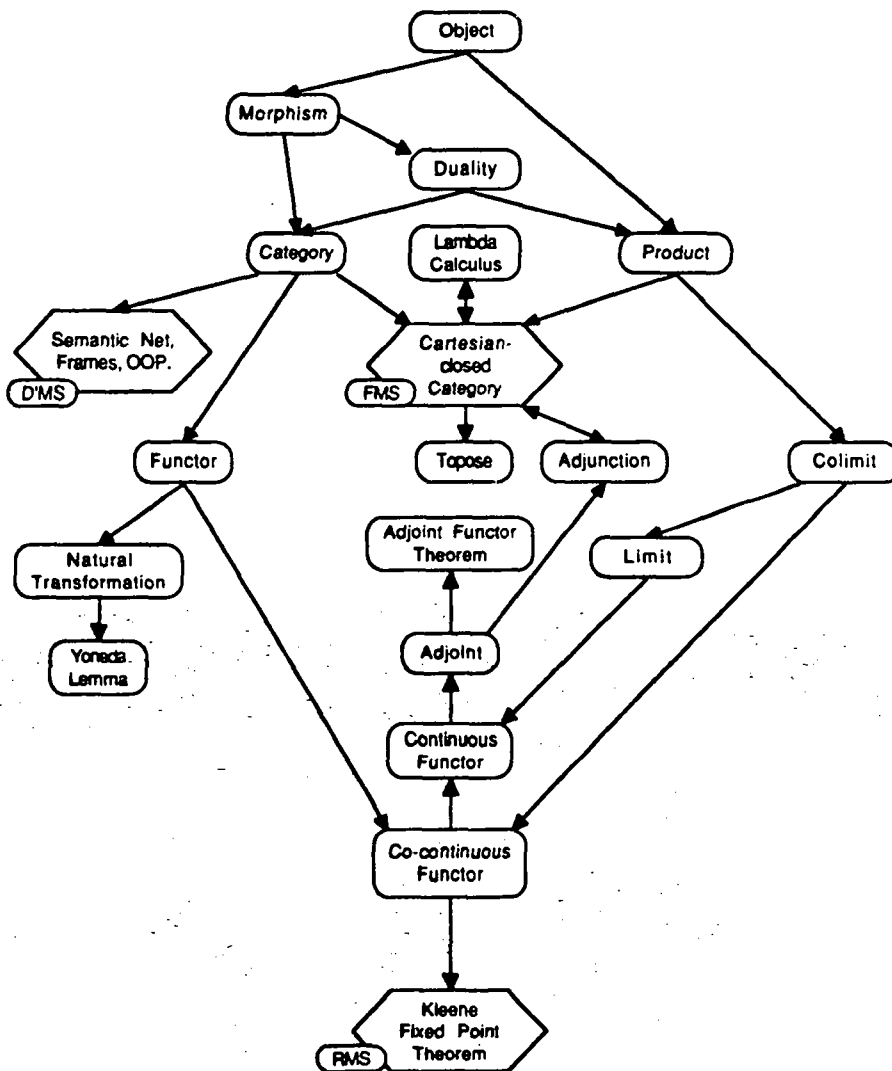 Object
Morphism
Duality
Category
Lambda
Calculus
Product
Semantic Net,
Frames, OOP.
D'MS
Cartesian-
closed
Category
FMS
Functor
Topose
Adjunction
Colimit
Natural
Transformation
Adjoint Functor
Theorem
Limit
Yoneda
Lemma
Adjoint
Continuous
Functor
Co-continuous
Functor
Kleene
Fixed Point
Theorem
RMS